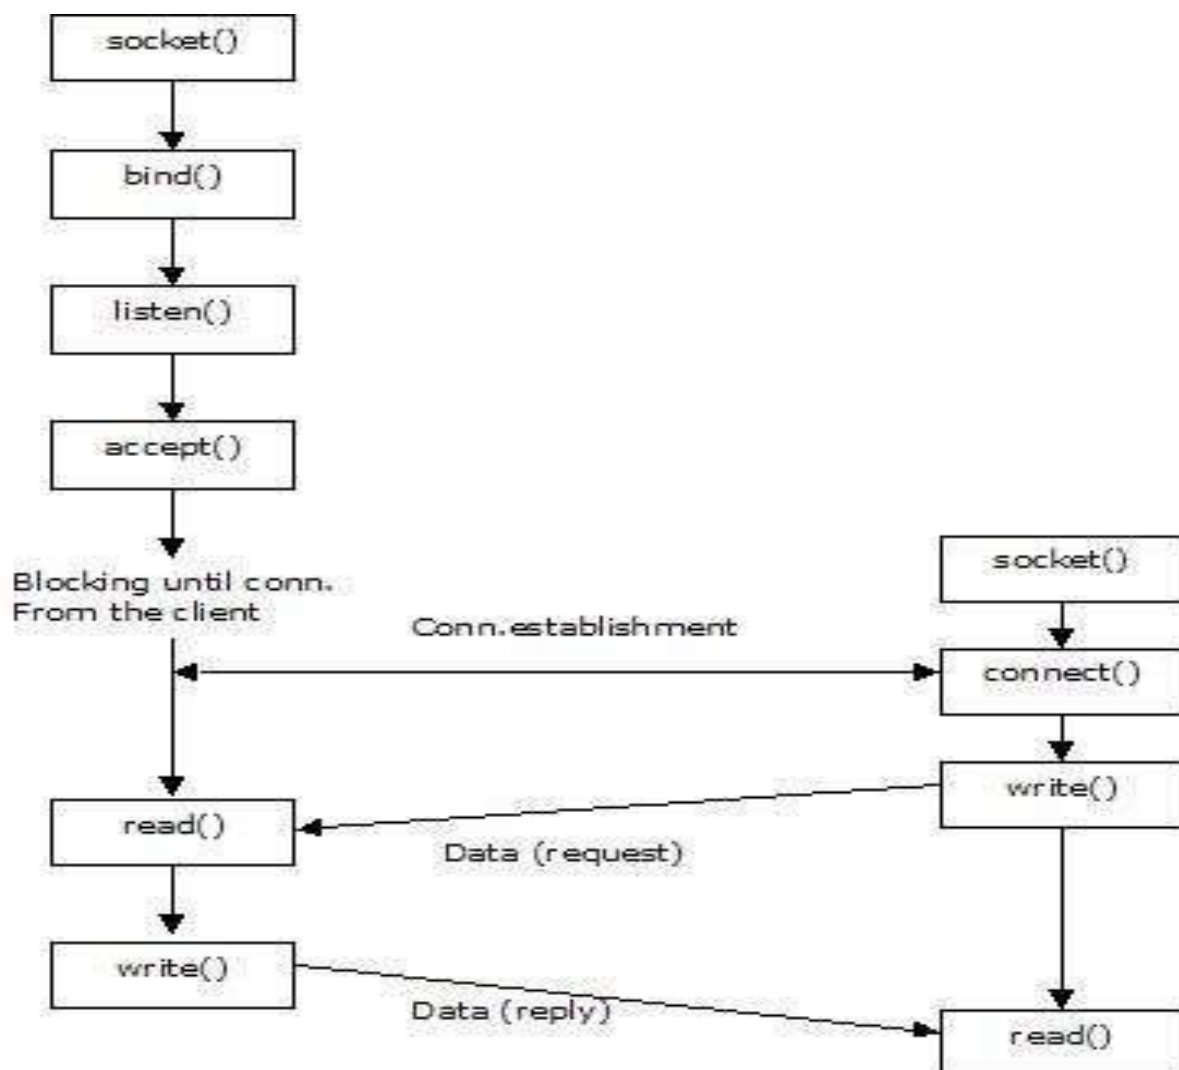 socket()
bind()
listen()
accept()
Blocking until conn.
From the client
socket()
Conn.establishment
connect()
write()
read()
Data (request)
write()
Data (reply)
read()